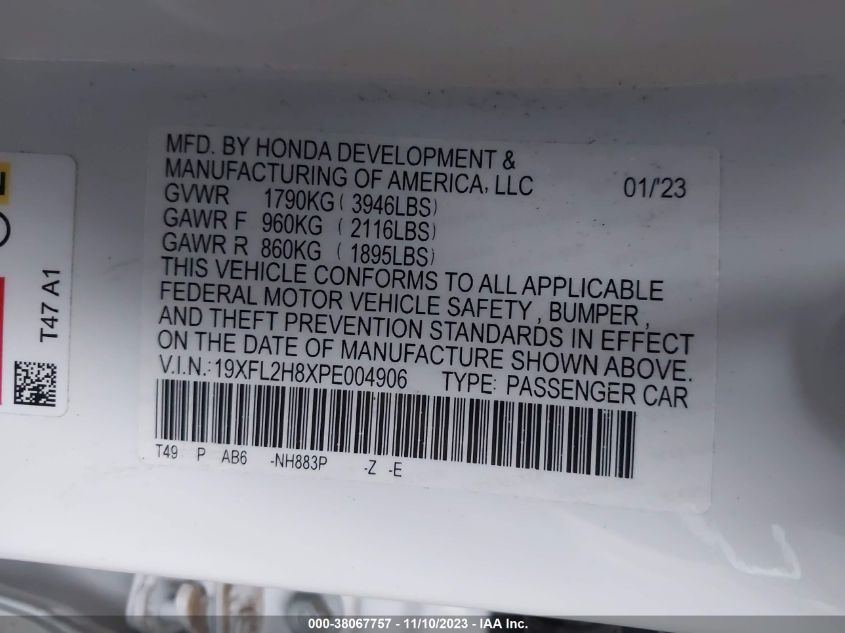 MFD. BY HONDA DEVELOPMENT &
MANUFACTURING OF AMERICA, LLC 01/'23
GVWR 1790KG ( 3946LBS)
GAWR F 960KG ( 2116LBS)
GAWR R 860KG ( 1895LBS)
THIS VEHICLE CONFORMS TO ALL APPLICABLE
FEDERAL MOTOR VEHICLE SAFETY, BUMPER,
AND THEFT PREVENTION STANDARDS IN EFFECT
ON THE DATE OF MANUFACTURE SHOWN ABOVE.
V.I.N.:19XFL2H8XPE004906 TYPE: PASSENGER CAR
T49 P AB6 -NH883P -Z -E
T47 A1
000-38067757 - 11/10/2023 - IAAI Inc.